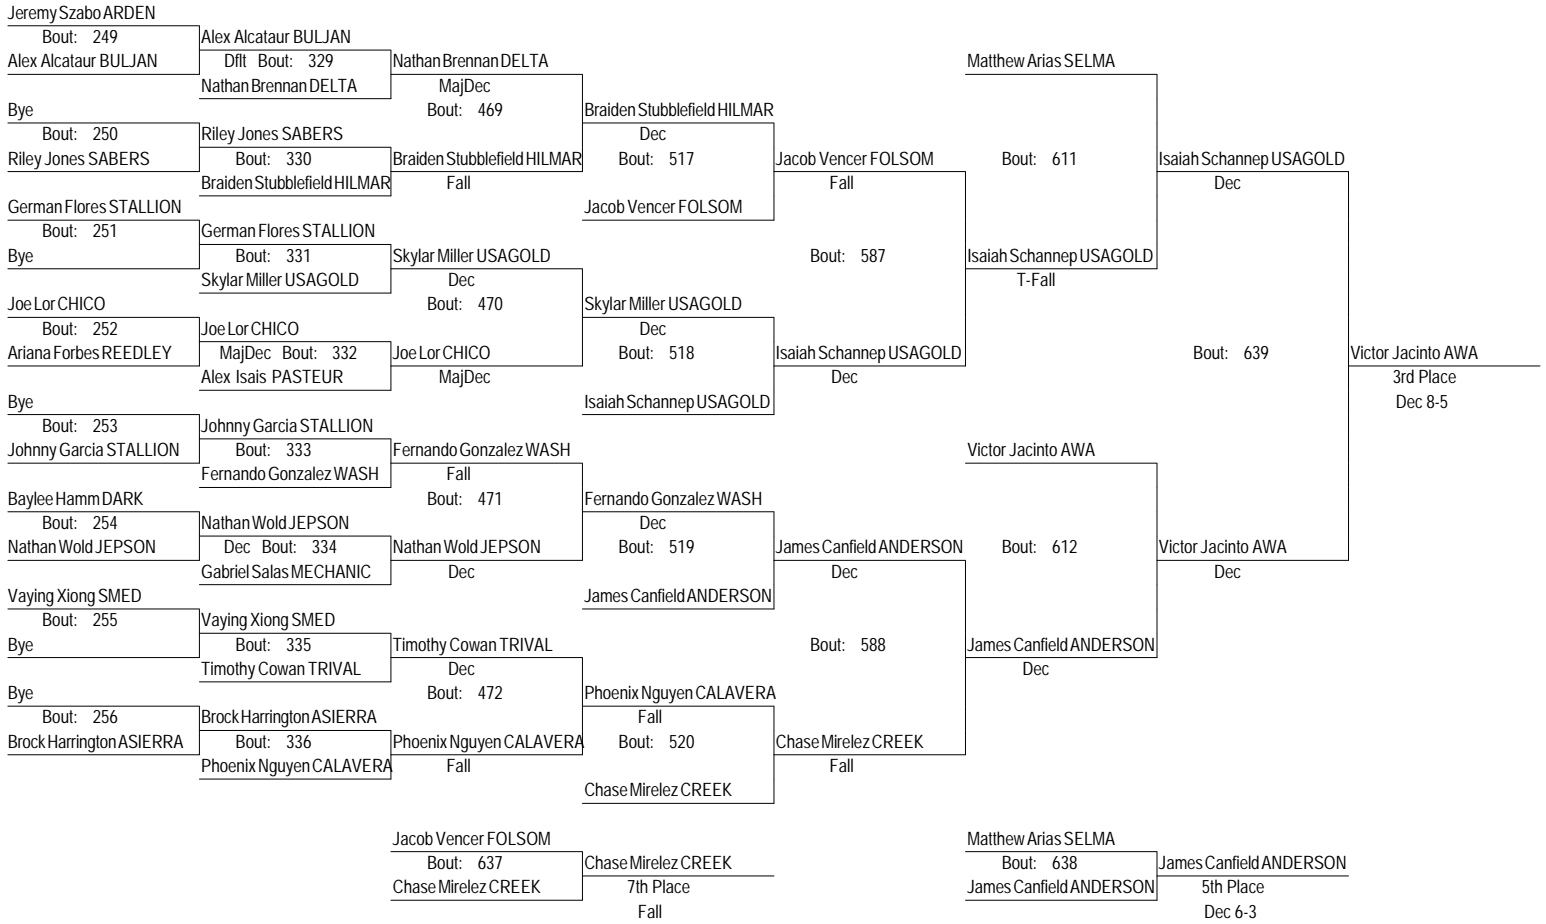 Jeremy Szabo ARDEN
Bout: 249 Alex Alcataur BULJAN
Alex Alcataur BULJAN Dflt Bout: 329 Nathan Brennan DELTA Matthew Arias SELMA
Nathan Brennan DELTA MajDec
Bye Bout: 469 Braiden Stubblefield HILMAR
Bout: 250 Riley Jones SABERS Dec
Riley Jones SABERS Bout: 330 Braiden Stubblefield HILMAR Bout: 517 Jacob Vencer FOLSOM Bout: 611 Isaiah Schannep USAGOLD
Braiden Stubblefield HILMAR Fall Fall Dec
German Flores STALLION Jacob Vencer FOLSOM
Bout: 251 German Flores STALLION
Bye Bout: 331 Skylar Miller USAGOLD Bout: 587 Isaiah Schannep USAGOLD
Skylar Miller USAGOLD Dec T-Fall
Joe Lor CHICO Bout: 470 Skylar Miller USAGOLD
Bout: 252 Joe Lor CHICO Dec
Ariana Forbes REEDLEY MajDec Bout: 332 Joe Lor CHICO Bout: 518 Isaiah Schannep USAGOLD Bout: 639 Victor Jacinto AWA
Alex Isais PASTEUR MajDec Dec 3rd Place
Bye Isaiah Schannep USAGOLD Dec 8-5
Bout: 253 Johnny Garcia STALLION
Johnny Garcia STALLION Bout: 333 Fernando Gonzalez WASH Victor Jacinto AWA
Fernando Gonzalez WASH Fall
Baylee Hamm DARK Bout: 471 Fernando Gonzalez WASH
Bout: 254 Nathan Wold JEPSON Dec
Nathan Wold JEPSON Dec Bout: 334 Nathan Wold JEPSON Bout: 519 James Canfield ANDERSON Bout: 612 Victor Jacinto AWA
Gabriel Salas MECHANIC Dec Dec Dec
Vaying Xiong SMED James Canfield ANDERSON
Bout: 255 Vaying Xiong SMED
Bye Bout: 335 Timothy Cowan TRIVAL Bout: 588 James Canfield ANDERSON
Timothy Cowan TRIVAL Dec Dec
Bye Bout: 472 Phoenix Nguyen CALAVERA
Bout: 256 Brock Harrington ASIERRA Fall
Brock Harrington ASIERRA Bout: 336 Phoenix Nguyen CALAVERA Bout: 520 Chase Mirelez CREEK
Phoenix Nguyen CALAVERA Fall Fall
Chase Mirelez CREEK
Jacob Vencer FOLSOM Matthew Arias SELMA
Bout: 637 Chase Mirelez CREEK Bout: 638 James Canfield ANDERSON
Chase Mirelez CREEK 7th Place James Canfield ANDERSON 5th Place
Fall Dec 6-3